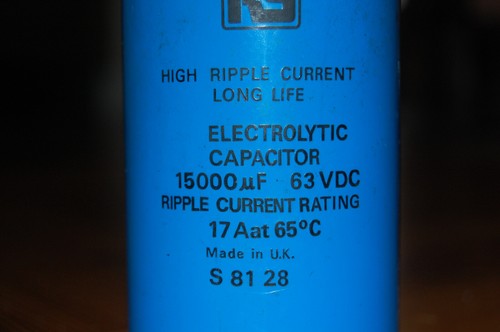 HIGH RIPPLE CURRENT
LONG LIFE
ELECTROLYTIC
CAPACITOR
15000µF 63 VDC
RIPPLE CURRENT RATING
17 A at 65°C
Made in U.K.
S 81 28